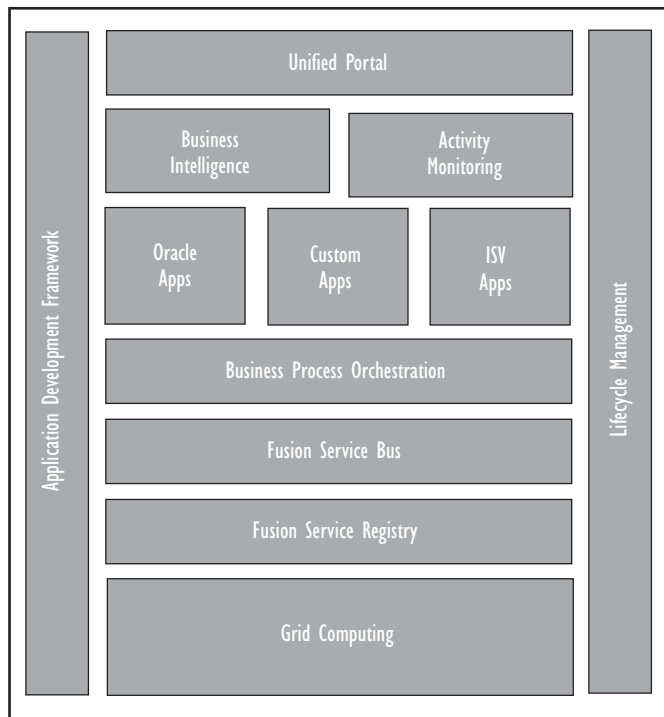 Unified Portal
Business
Intelligence
Activity
Monitoring
Oracle
Apps
Custom
Apps
ISV
Apps
Business Process Orchestration
Fusion Service Bus
Fusion Service Registry
Grid Computing
Application Development Framework
Lifecycle Management